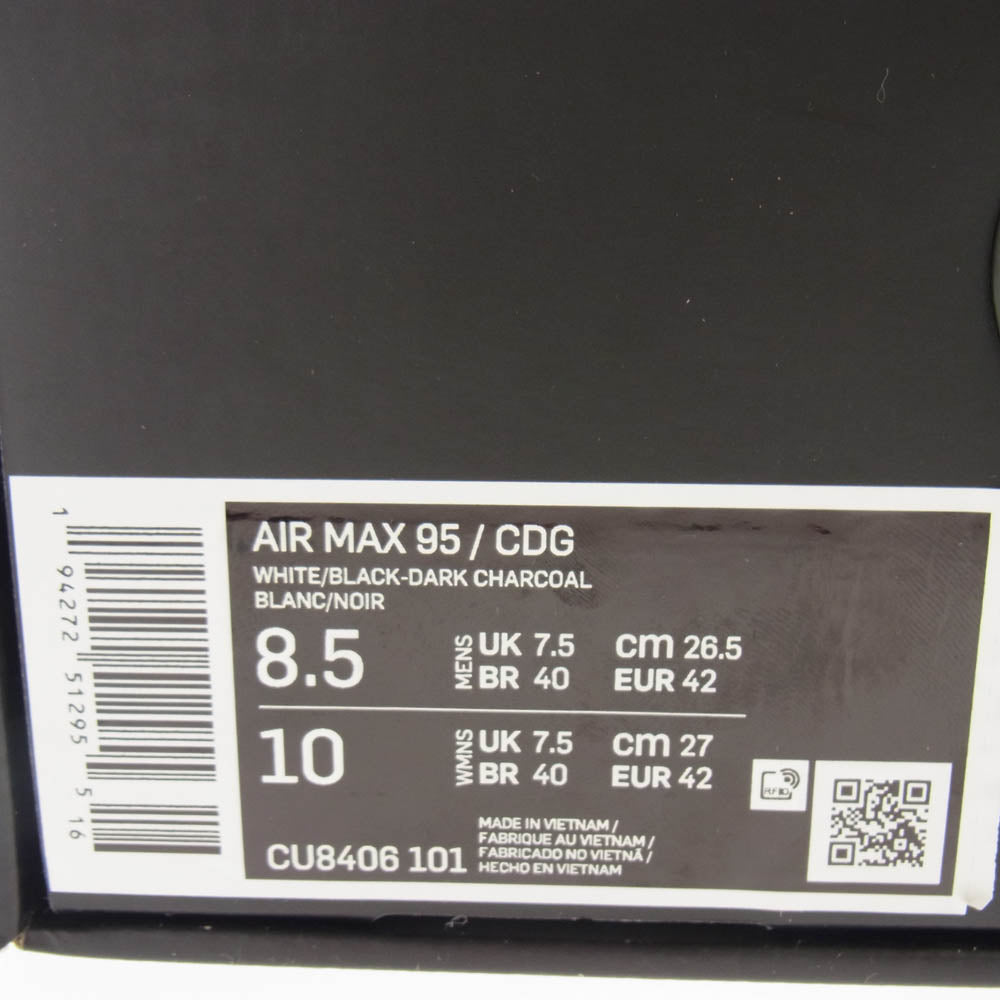 AIR MAX 95 / CDG
WHITE/BLACK-DARK CHARCOAL
BLANC/NOIR
8.5 MENS UK 7.5 cm 26.5
BR 40 EUR 42
10 WMNS UK 7.5 cm 27
BR 40 EUR 42
CU8406 101
MADE IN VIETNAM /
FABRIQUE AU VIETNAM /
FABRICADO NO VIETNÃ /
HECHO EN VIETNAM
RFID
1 94272 51295 5 16